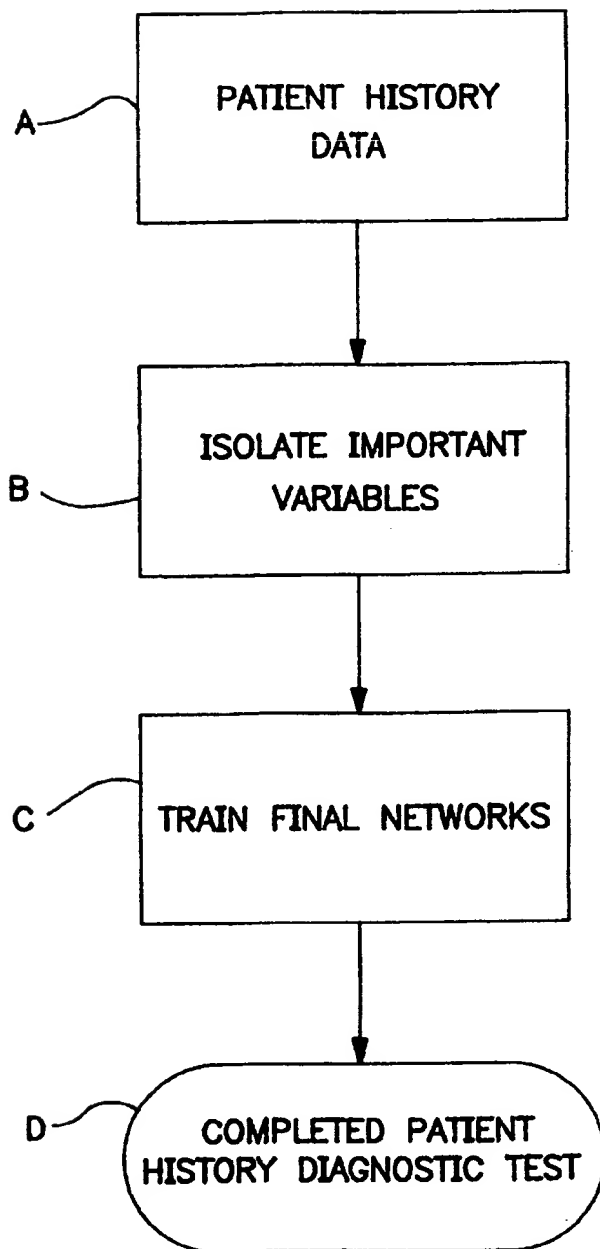 A
PATIENT HISTORY
DATA
B
ISOLATE IMPORTANT
VARIABLES
C
TRAIN FINAL NETWORKS
D
COMPLETED PATIENT
HISTORY DIAGNOSTIC TEST